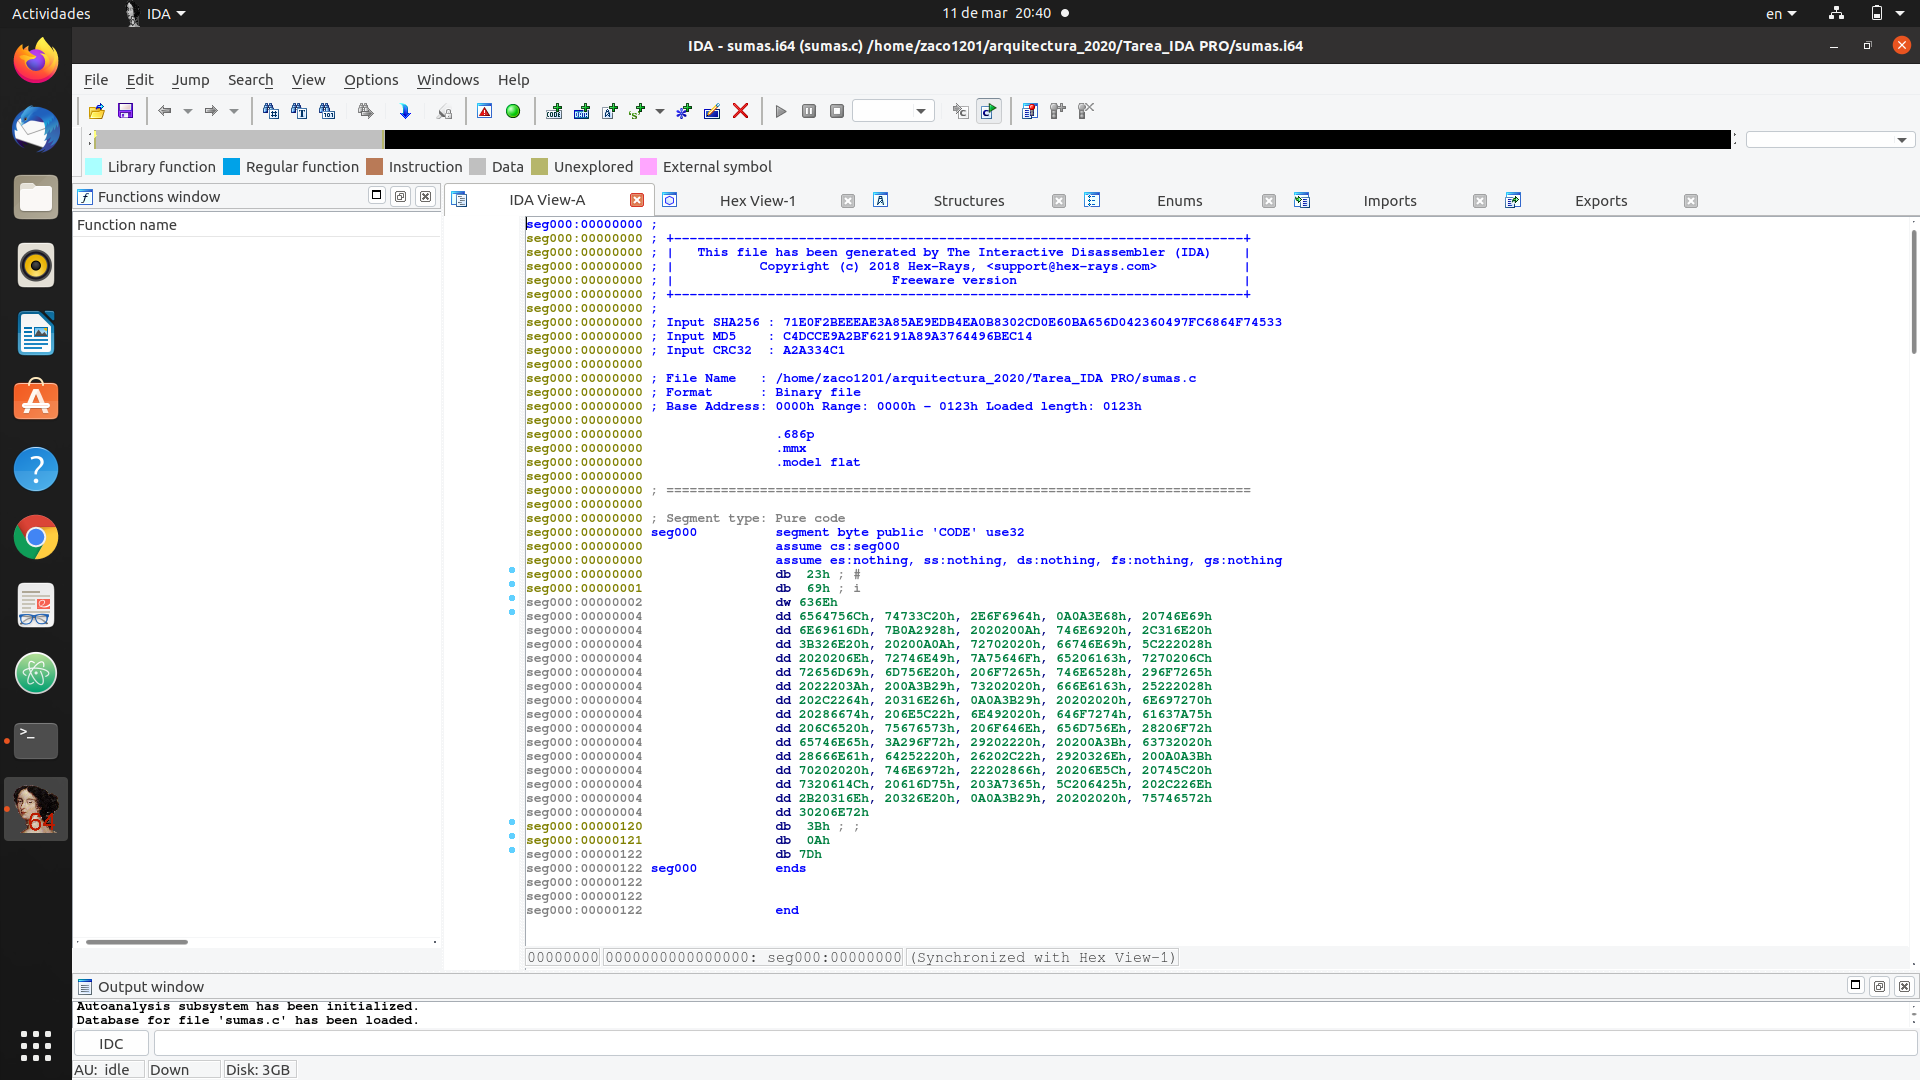 Actividades IDA 11 de mar 20:40 en
IDA - sumas.i64 (sumas.c) /home/zaco1201/arquitectura_2020/Tarea_IDA PRO/sumas.i64
File Edit Jump Search View Options Windows Help
Library function Regular function Instruction Data Unexplored External symbol
Functions window
Function name
IDA View-A Hex View-1 Structures Enums Imports Exports
seg000:00000000 ;
seg000:00000000 ; +-------------------------------------------------------------------------+
seg000:00000000 ; | This file has been generated by The Interactive Disassembler (IDA) |
seg000:00000000 ; | Copyright (c) 2018 Hex-Rays, <support@hex-rays.com> |
seg000:00000000 ; | Freeware version |
seg000:00000000 ; +-------------------------------------------------------------------------+
seg000:00000000 ;
seg000:00000000 ; Input SHA256 : 71E0F2BEEEAE3A85AE9EDB4EA0B8302CD0E60BA656D042360497FC6864F74533
seg000:00000000 ; Input MD5 : C4DCCE9A2BF62191A89A3764496BEC14
seg000:00000000 ; Input CRC32 : A2A334C1
seg000:00000000
seg000:00000000 ; File Name : /home/zaco1201/arquitectura_2020/Tarea_IDA PRO/sumas.c
seg000:00000000 ; Format : Binary file
seg000:00000000 ; Base Address: 0000h Range: 0000h - 0123h Loaded length: 0123h
seg000:00000000
seg000:00000000 .686p
seg000:00000000 .mmx
seg000:00000000 .model flat
seg000:00000000
seg000:00000000 ; ===========================================================================
seg000:00000000
seg000:00000000 ; Segment type: Pure code
seg000:00000000 seg000 segment byte public 'CODE' use32
seg000:00000000 assume cs:seg000
seg000:00000000 assume es:nothing, ss:nothing, ds:nothing, fs:nothing, gs:nothing
seg000:00000000 db 23h ; #
seg000:00000001 db 69h ; i
seg000:00000002 dw 636Eh
seg000:00000004 dd 6564756Ch, 74733C20h, 2E6F6964h, 0A0A3E68h, 20746E69h
seg000:00000004 dd 6E69616Dh, 7B0A2928h, 2020200Ah, 746E6920h, 2C316E20h
seg000:00000004 dd 3B326E20h, 20200A0Ah, 72702020h, 66746E69h, 5C222028h
seg000:00000004 dd 2020206Eh, 72746E49h, 7A75646Fh, 65206163h, 7270206Ch
seg000:00000004 dd 72656D69h, 6D756E20h, 206F7265h, 746E6528h, 296F7265h
seg000:00000004 dd 2022203Ah, 200A3B29h, 73202020h, 666E6163h, 25222028h
seg000:00000004 dd 202C2264h, 20316E26h, 0A0A3B29h, 20202020h, 6E697270h
seg000:00000004 dd 20286674h, 206E5C22h, 6E492020h, 646F7274h, 61637A75h
seg000:00000004 dd 206C6520h, 75676573h, 206F646Eh, 656D756Eh, 28206F72h
seg000:00000004 dd 65746E65h, 3A296F72h, 29202220h, 20200A3Bh, 63732020h
seg000:00000004 dd 28666E61h, 64252220h, 26202C22h, 2920326Eh, 200A0A3Bh
seg000:00000004 dd 70202020h, 746E6972h, 22202866h, 20206E5Ch, 20745C20h
seg000:00000004 dd 7320614Ch, 20616D75h, 203A7365h, 5C206425h, 202C226Eh
seg000:00000004 dd 2B20316Eh, 20326E20h, 0A0A3B29h, 20202020h, 75746572h
seg000:00000004 dd 30206E72h
seg000:00000120 db 3Bh ; ;
seg000:00000121 db 0Ah
seg000:00000122 db 7Dh
seg000:00000122 seg000 ends
seg000:00000122
seg000:00000122
seg000:00000122 end
00000000 0000000000000000: seg000:00000000 (Synchronized with Hex View-1)
Output window
Autoanalysis subsystem has been initialized.
Database for file 'sumas.c' has been loaded.
IDC
AU: idle Down Disk: 3GB
64